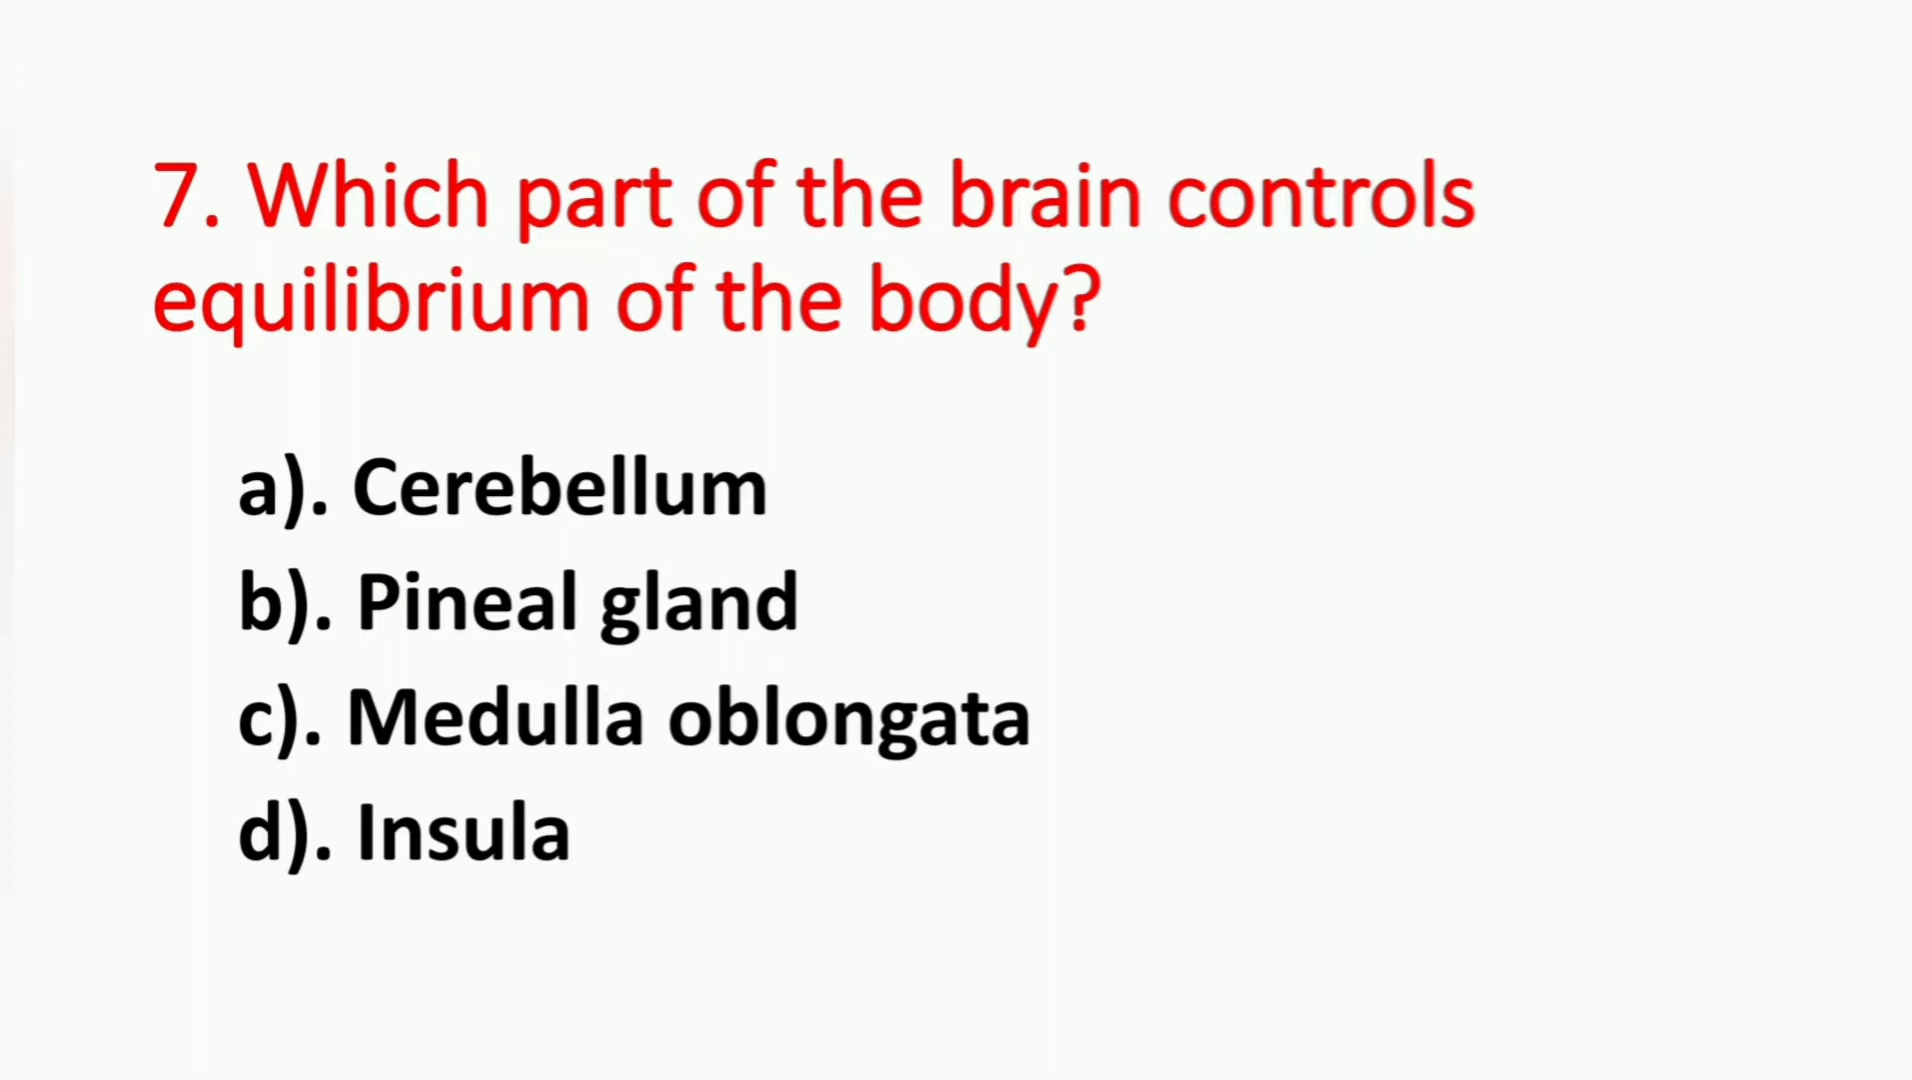 7. Which part of the brain controls
equilibrium of the body?
a). Cerebellum
b). Pineal gland
c). Medulla oblongata
d). Insula